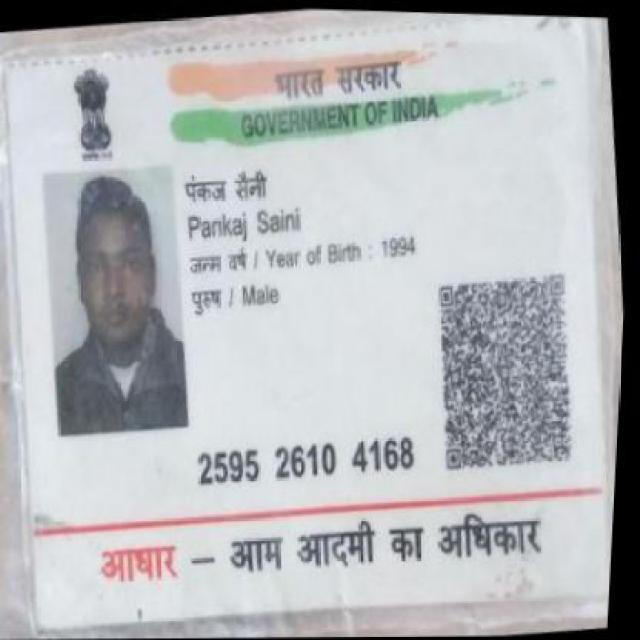 भारत सरकार
GOVERNMENT OF INDIA
पंकज सैनी
Pankaj Saini
जन्म वर्ष / Year of Birth : 1994
पुरुष / Male
2595 2610 4168
आधार – आम आदमी का अधिकार